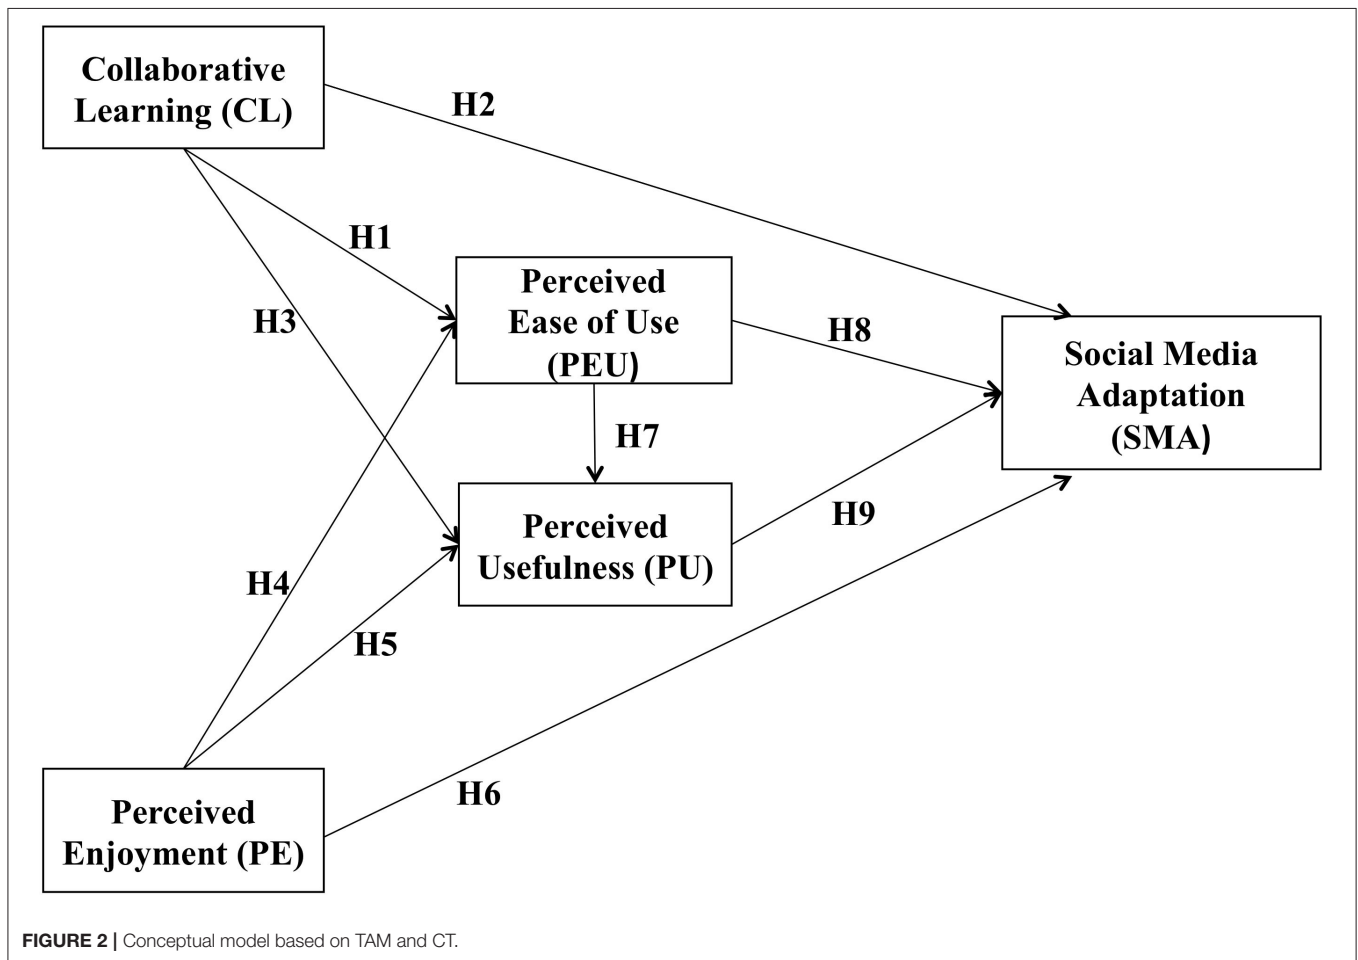 Collaborative
Learning (CL)
H2
H1
H3
Perceived
Ease of Use
(PEU)
H8
Social Media
Adaptation
(SMA)
H7
Perceived
Usefulness (PU)
H9
H4
H5
H6
Perceived
Enjoyment (PE)
FIGURE 2 | Conceptual model based on TAM and CT.